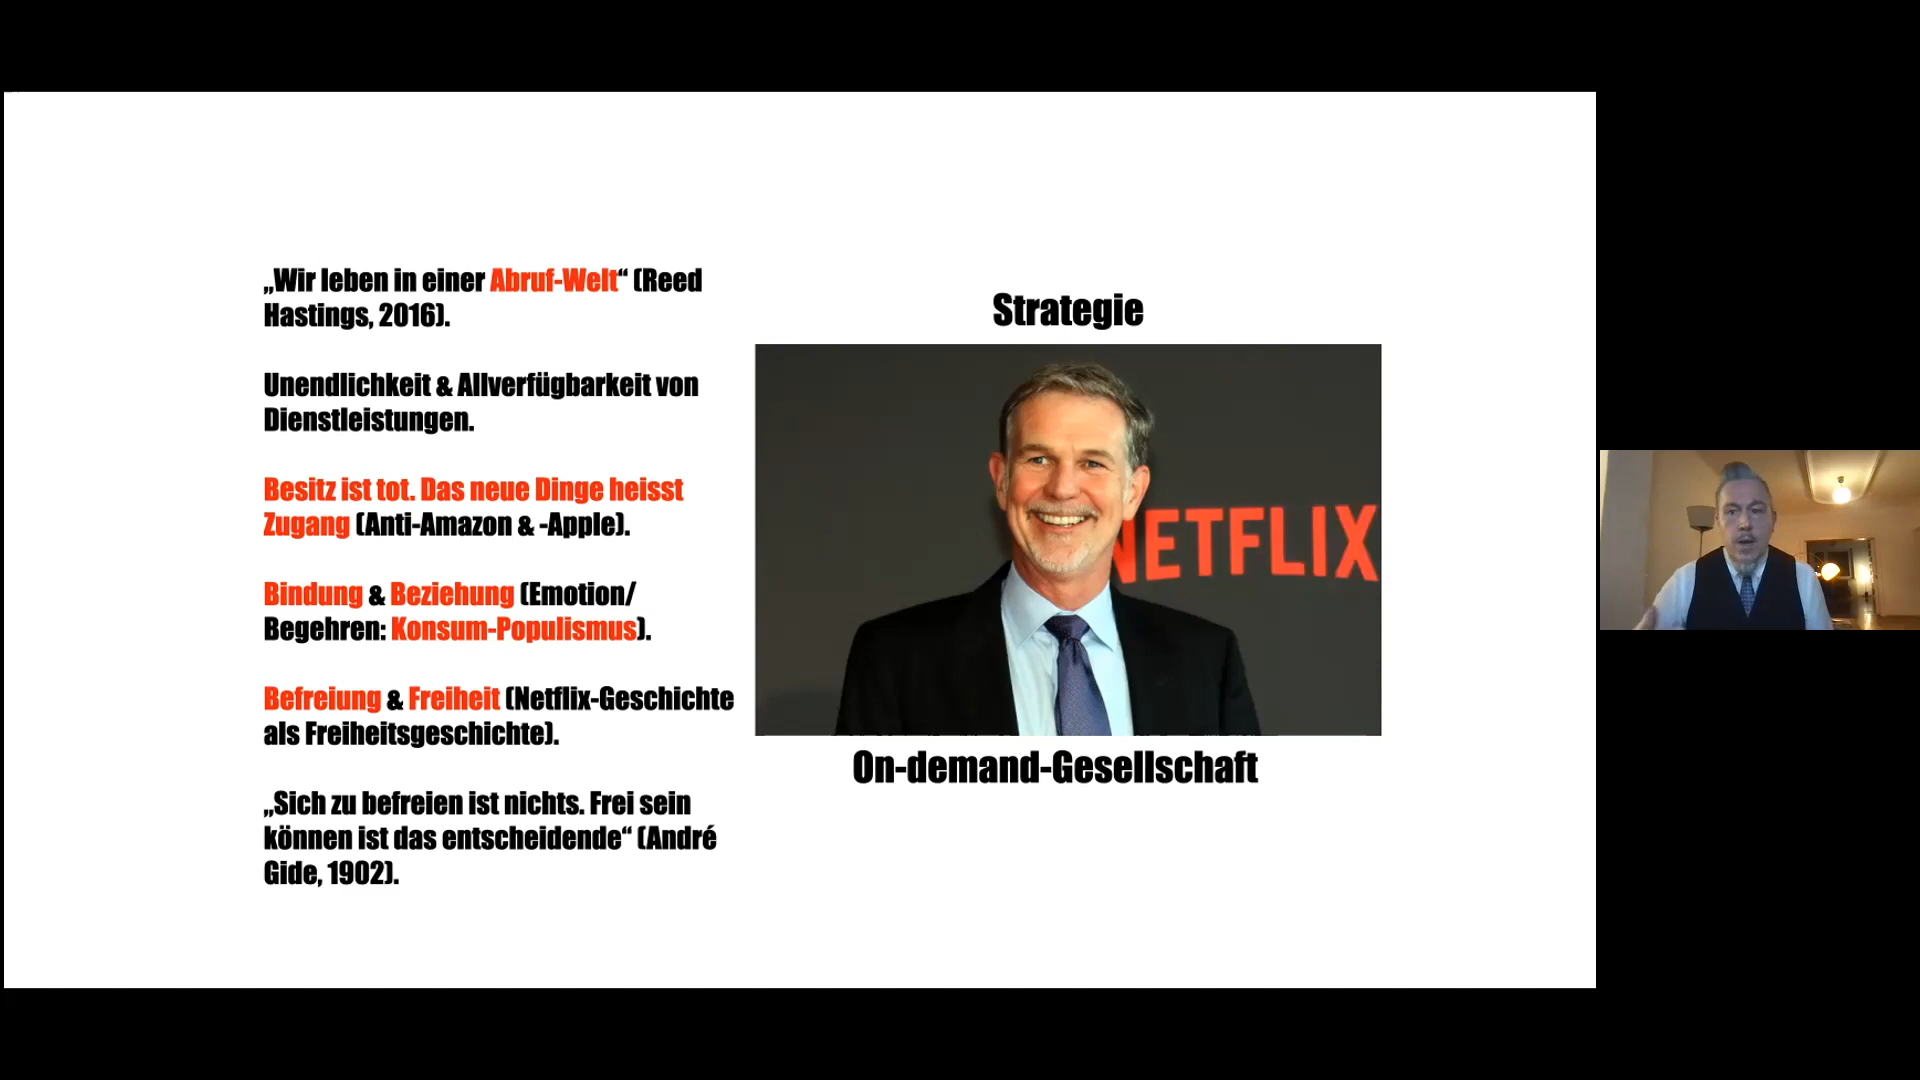 „Wir leben in einer Abruf-Welt“ (Reed
Hastings, 2016).
Unendlichkeit & Allverfügbarkeit von
Dienstleistungen.
Besitz ist tot. Das neue Dinge heisst
Zugang (Anti-Amazon & -Apple).
Bindung & Beziehung (Emotion/
Begehren: Konsum-Populismus).
Befreiung & Freiheit (Netflix-Geschichte
als Freiheitsgeschichte).
„Sich zu befreien ist nichts. Frei sein
können ist das entscheidende“ (André
Gide, 1902).
Strategie
NETFLIX
On-demand-Gesellschaft